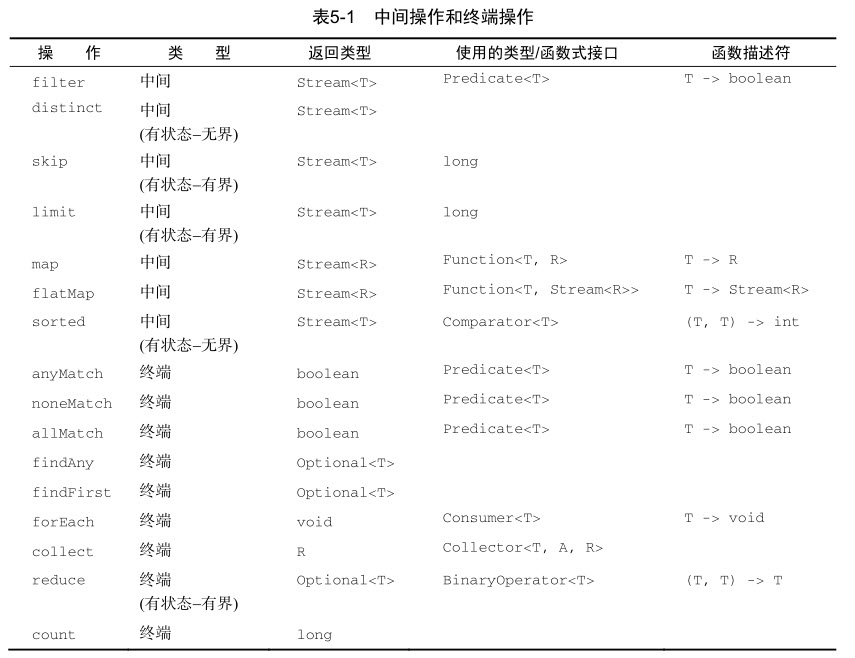 表5-1 中间操作和终端操作
操 作 类 型 返回类型 使用的类型/函数式接口 函数描述符
filter 中间 Stream<T> Predicate<T> T -> boolean
distinct 中间 Stream<T>
(有状态–无界)
skip 中间 Stream<T> long
(有状态–有界)
limit 中间 Stream<T> long
(有状态–有界)
map 中间 Stream<R> Function<T, R> T -> R
flatMap 中间 Stream<R> Function<T, Stream<R>> T -> Stream<R>
sorted 中间 Stream<T> Comparator<T> (T, T) -> int
(有状态–无界)
anyMatch 终端 boolean Predicate<T> T -> boolean
noneMatch 终端 boolean Predicate<T> T -> boolean
allMatch 终端 boolean Predicate<T> T -> boolean
findAny 终端 Optional<T>
findFirst 终端 Optional<T>
forEach 终端 void Consumer<T> T -> void
collect 终端 R Collector<T, A, R>
reduce 终端 Optional<T> BinaryOperator<T> (T, T) -> T
(有状态–有界)
count 终端 long